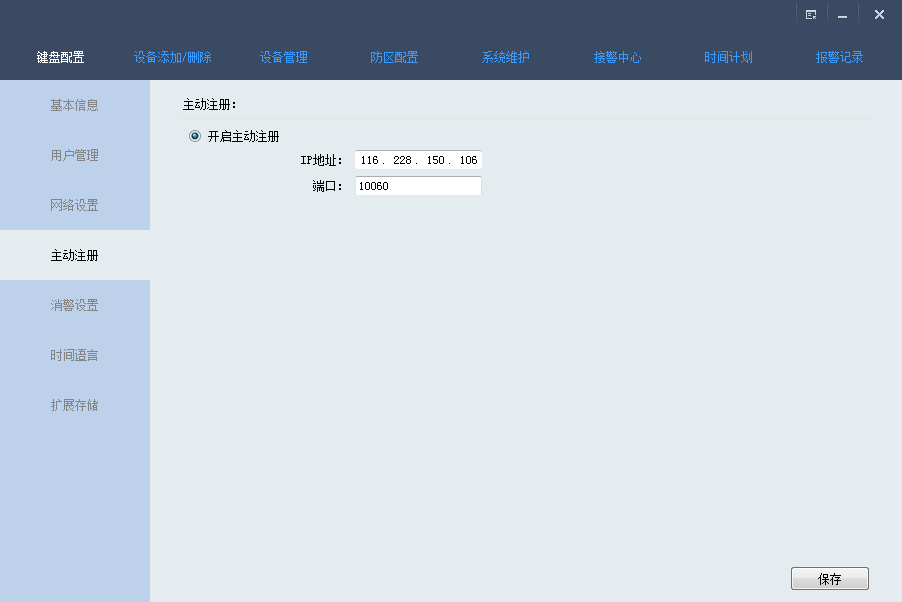 键盘配置 设备添加/删除 设备管理 防区配置 系统维护 接警中心 时间计划 报警记录
基本信息
用户管理
网络设置
主动注册
消警设置
时间语言
扩展存储
主动注册:
开启主动注册
IP地址: 116 . 228 . 150 . 106
端口: 10060
保存